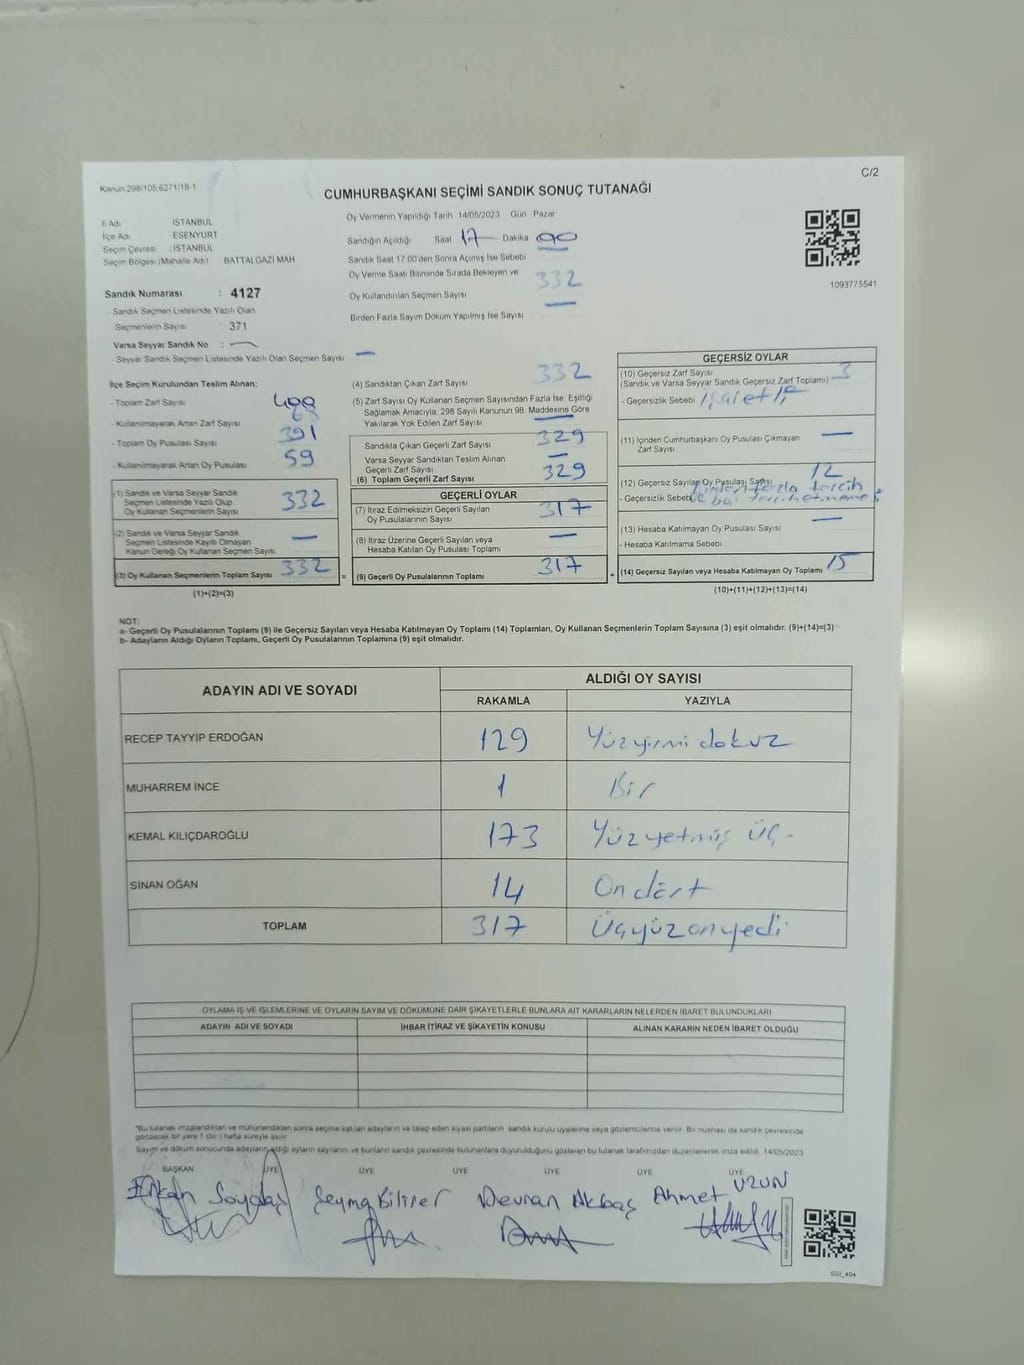 C/2
Kanun.298/105.6271/18-1
CUMHURBAŞKANI SEÇİMİ SANDIK SONUÇ TUTANAĞI
İl Adı : İSTANBUL
İlçe Adı : ESENYURT
Seçim Çevresi : İSTANBUL
Seçim Bölgesi (Mahalle Adı) : BATTALGAZİ MAH
Sandık Numarası : 4127
- Sandık Seçmen Listesinde Yazılı Olan
Seçmenlerin Sayısı : 371
Varsa Seyyar Sandık No : —
- Seyyar Sandık Seçmen Listesinde Yazılı Olan Seçmen Sayısı —
Oy Vermenin Yapıldığı Tarih 14/05/2023 Gün Pazar
Sandığın Açıldığı Saat 17 Dakika 00
Sandık Saat 17:00'den Sonra Açılmış İse Sebebi —
Oy Verme Saati Bitiminde Sırada Bekleyen ve
Oy Kullandırılan Seçmen Sayısı 332
Birden Fazla Sayım Döküm Yapılmış İse Sayısı —
1093775541
İlçe Seçim Kurulundan Teslim Alınan:
- Toplam Zarf Sayısı
- Kullanılmayarak Artan Zarf Sayısı 68
- Toplam Oy Pusulası Sayısı 391
- Kullanılmayarak Artan Oy Pusulası 59
(1) Sandık ve Varsa Seyyar Sandık
Seçmen Listesinde Yazılı Olup
Oy Kullanan Seçmenlerin Sayısı 332
(2) Sandık ve Varsa Seyyar Sandık
Seçmen Listesinde Kayıtlı Olmayan
Kanun Gereği Oy Kullanan Seçmen Sayısı —
(3) Oy Kullanan Seçmenlerin Toplam Sayısı 332
(1)+(2)=(3)
(4) Sandıktan Çıkan Zarf Sayısı 332
(5) Zarf Sayısı Oy Kullanan Seçmen Sayısından Fazla İse, Eşitliği
Sağlamak Amacıyla, 298 Sayılı Kanunun 98. Maddesine Göre
Yakılarak Yok Edilen Zarf Sayısı —
Sandıkta Çıkan Geçerli Zarf Sayısı 329
Varsa Seyyar Sandıktan Teslim Alınan
Geçerli Zarf Sayısı —
(6) Toplam Geçerli Zarf Sayısı 329
GEÇERLİ OYLAR
(7) İtiraz Edilmeksizin Geçerli Sayılan
Oy Pusulalarının Sayısı 317
(8) İtiraz Üzerine Geçerli Sayılan veya
Hesaba Katılan Oy Pusulası Toplamı —
= (9) Geçerli Oy Pusulalarının Toplamı 317
GEÇERSİZ OYLAR
(10) Geçersiz Zarf Sayısı 3
(Sandık ve Varsa Seyyar Sandık Geçersiz Zarf Toplamı)
- Geçersizlik Sebebi
(11) İçinden Cumhurbaşkanı Oy Pusulası Çıkmayan
Zarf Sayısı —
(12) Geçersiz Sayılan Oy Pusulası Sayısı 12
- Geçersizlik Sebebi fazla tercih
(13) Hesaba Katılmayan Oy Pusulası Sayısı —
- Hesaba Katılmama Sebebi
+ (14) Geçersiz Sayılan veya Hesaba Katılmayan Oy Toplamı 15
(10)+(11)+(12)+(13)=(14)
NOT:
a- Geçerli Oy Pusulalarının Toplamı (9) ile Geçersiz Sayılan veya Hesaba Katılmayan Oy Toplamı (14) Toplamları, Oy Kullanan Seçmenlerin Toplam Sayısına (3) eşit olmalıdır. (9)+(14)=(3)
b- Adayların Aldığı Oyların Toplamı, Geçerli Oy Pusulalarının Toplamına (9) eşit olmalıdır.
ADAYIN ADI VE SOYADI ALDIĞI OY SAYISI
RAKAMLA YAZIYLA
RECEP TAYYİP ERDOĞAN 129 Yüzyirmi dokuz
MUHARREM İNCE 1 Bir
KEMAL KILIÇDAROĞLU 173 Yüzyetmiş üç
SİNAN OĞAN 14 On dört
TOPLAM 317 Üçyüzonyedi
OYLAMA İŞ VE İŞLEMLERİNE VE OYLARIN SAYIM VE DÖKÜMÜNE DAİR ŞİKAYETLERLE BUNLARA AİT KARARLARIN NELERDEN İBARET BULUNDUKLARI
ADAYIN ADI VE SOYADI İHBAR İTİRAZ VE ŞİKAYETİN KONUSU ALINAN KARARIN NEDEN İBARET OLDUĞU
*Bu tutanak imzalandıktan ve mühürlendikten sonra seçime katılan adayların ve talep eden siyasi partilerin sandık kurulu üyelerine veya gözlemcilerine verilir. Bir nüshası da sandık çevresinde
görülecek bir yere 1 (bir) hafta süreyle asılır.
Sayım ve döküm sonucunda adayların aldığı oyların sayılarını ve bunların sandık çevresinde bulunanlara duyurulduğunu gösteren bu tutanak tarafımızdan düzenlenerek imza edildi. 14/05/2023
BAŞKAN ÜYE ÜYE ÜYE ÜYE ÜYE ÜYE
Şeyma Bilirer Devran Akbaş Ahmet UZUN